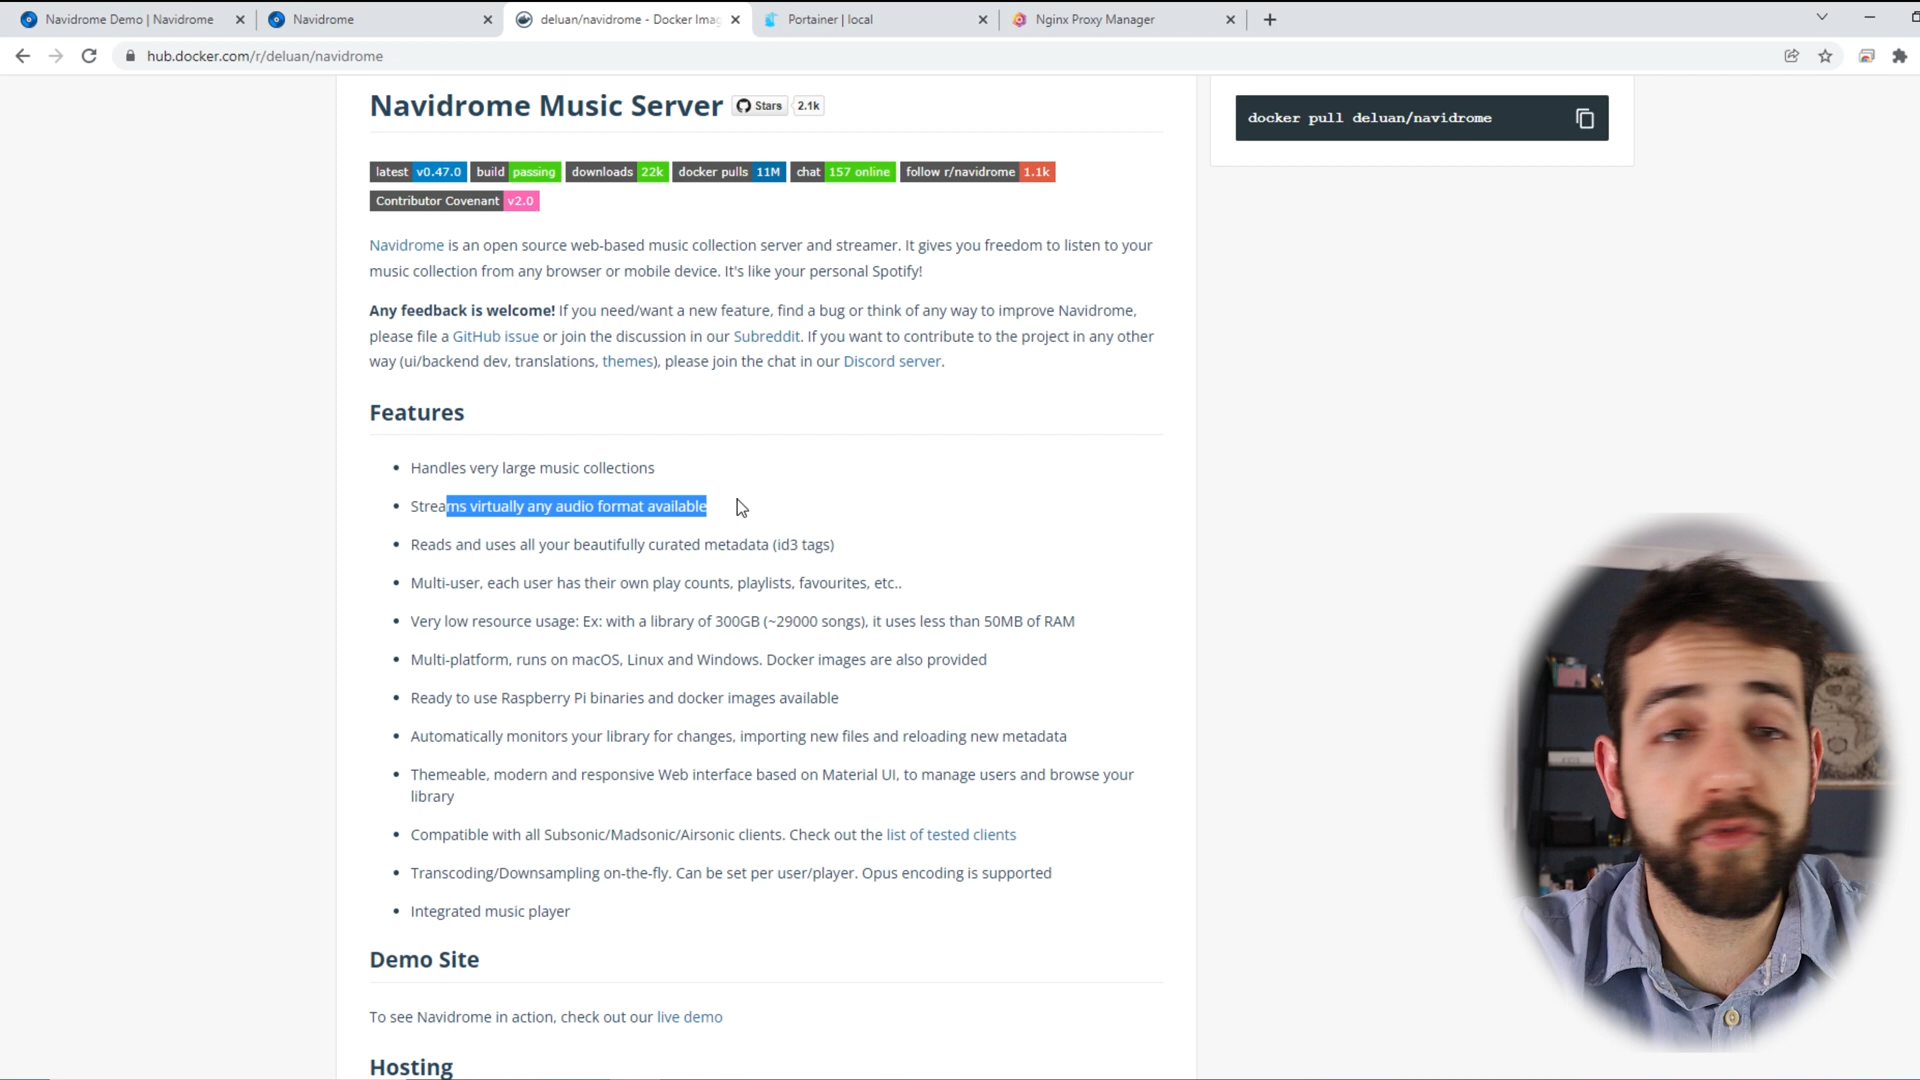 Navidrome Demo | Navidrome
Navidrome
deluan/navidrome - Docker Imag
Portainer | local
Nginx Proxy Manager
hub.docker.com/r/deluan/navidrome
Navidrome Music Server
Stars 2.1k
docker pull deluan/navidrome
latest v0.47.0 build passing downloads 22k docker pulls 11M chat 157 online follow r/navidrome 1.1k
Contributor Covenant v2.0
Navidrome is an open source web-based music collection server and streamer. It gives you freedom to listen to your
music collection from any browser or mobile device. It's like your personal Spotify!
Any feedback is welcome! If you need/want a new feature, find a bug or think of any way to improve Navidrome,
please file a GitHub issue or join the discussion in our Subreddit. If you want to contribute to the project in any other
way (ui/backend dev, translations, themes), please join the chat in our Discord server.
Features
• Handles very large music collections
• Streams virtually any audio format available
• Reads and uses all your beautifully curated metadata (id3 tags)
• Multi-user, each user has their own play counts, playlists, favourites, etc..
• Very low resource usage: Ex: with a library of 300GB (~29000 songs), it uses less than 50MB of RAM
• Multi-platform, runs on macOS, Linux and Windows. Docker images are also provided
• Ready to use Raspberry Pi binaries and docker images available
• Automatically monitors your library for changes, importing new files and reloading new metadata
• Themeable, modern and responsive Web interface based on Material UI, to manage users and browse your
library
• Compatible with all Subsonic/Madsonic/Airsonic clients. Check out the list of tested clients
• Transcoding/Downsampling on-the-fly. Can be set per user/player. Opus encoding is supported
• Integrated music player
Demo Site
To see Navidrome in action, check out our live demo
Hosting